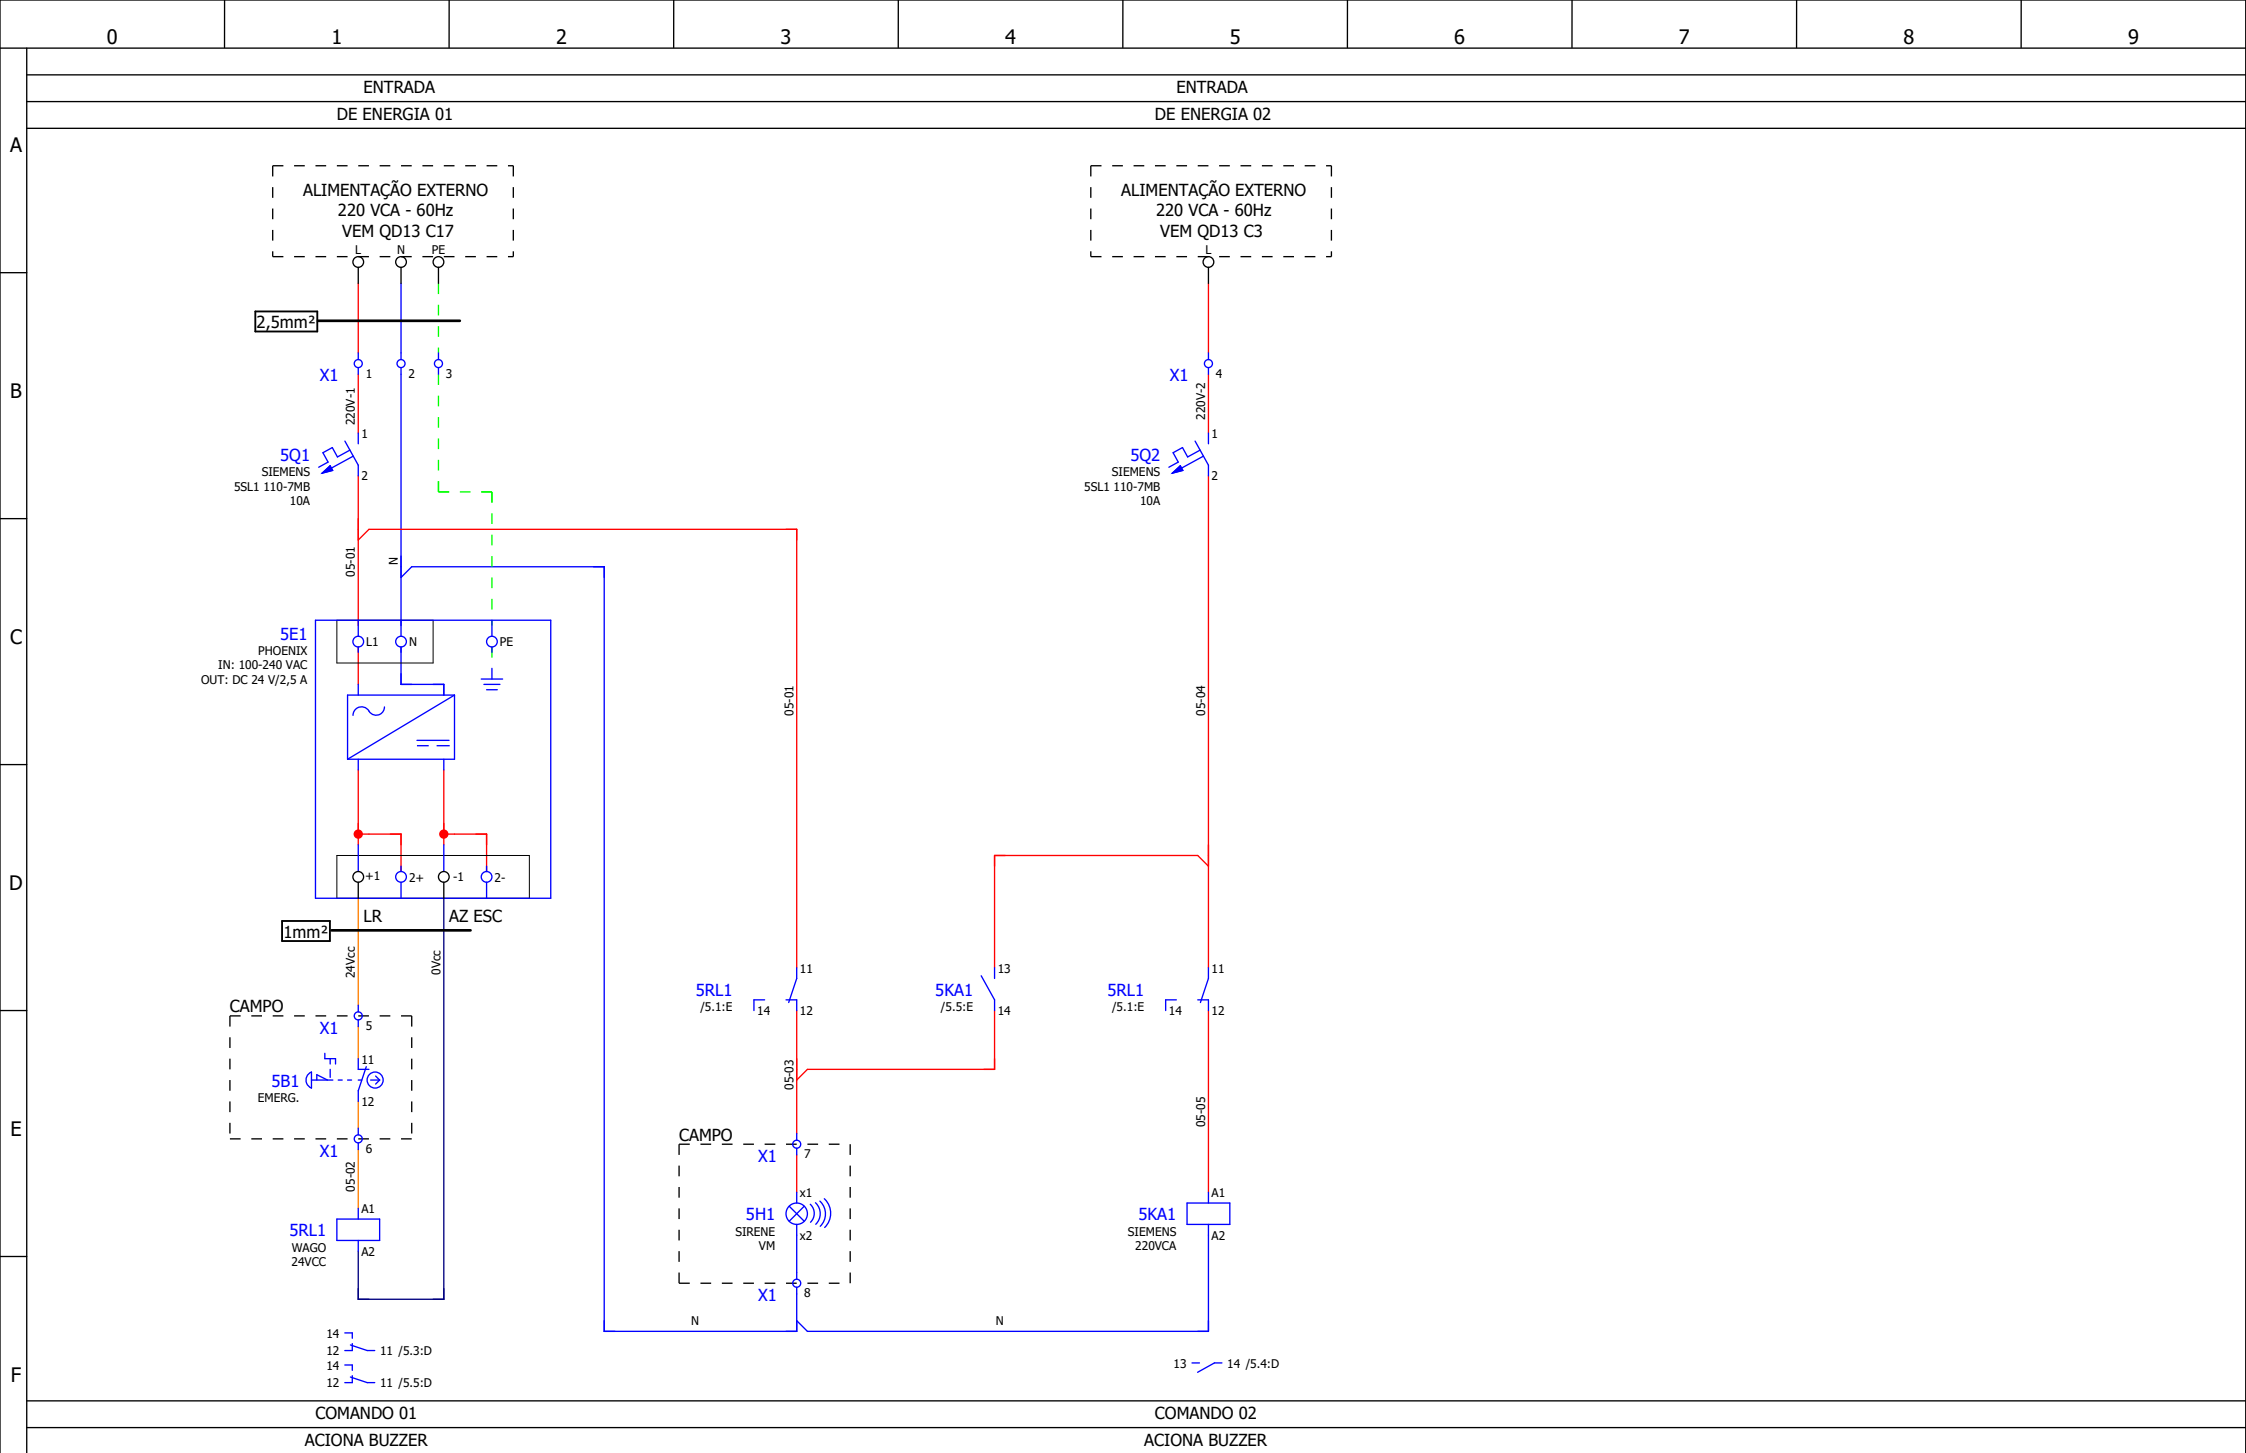 0 1 2 3 4 5 6 7 8 9
ENTRADA
DE ENERGIA 01
ENTRADA
DE ENERGIA 02
A
B
C
D
E
F
ALIMENTAÇÃO EXTERNO
220 VCA - 60Hz
VEM QD13 C17
L N PE
2,5mm²
X1 1 2 3
220V-1
5Q1
SIEMENS
5SL1 110-7MB
10A
1
2
05-01
N
5E1
PHOENIX
IN: 100-240 VAC
OUT: DC 24 V/2,5 A
L1 N PE
+1 2+ -1 2-
LR AZ ESC
1mm²
24Vcc
0Vcc
CAMPO
X1 5
5B1
EMERG.
11
12
X1 6
05-02
5RL1
WAGO
24VCC
A1
A2
14
12 11 /5.3:D
14
12 11 /5.5:D
05-01
5RL1
/5.1:E
11
14 12
05-03
CAMPO
X1 7
5H1
SIRENE
VM
x1
x2
X1 8
N
N
5KA1
/5.5:E
13
14
ALIMENTAÇÃO EXTERNO
220 VCA - 60Hz
VEM QD13 C3
L
X1 4
220V-2
5Q2
SIEMENS
5SL1 110-7MB
10A
1
2
05-04
5RL1
/5.1:E
11
14 12
05-05
5KA1
SIEMENS
220VCA
A1
A2
13 14 /5.4:D
COMANDO 01
ACIONA BUZZER
COMANDO 02
ACIONA BUZZER